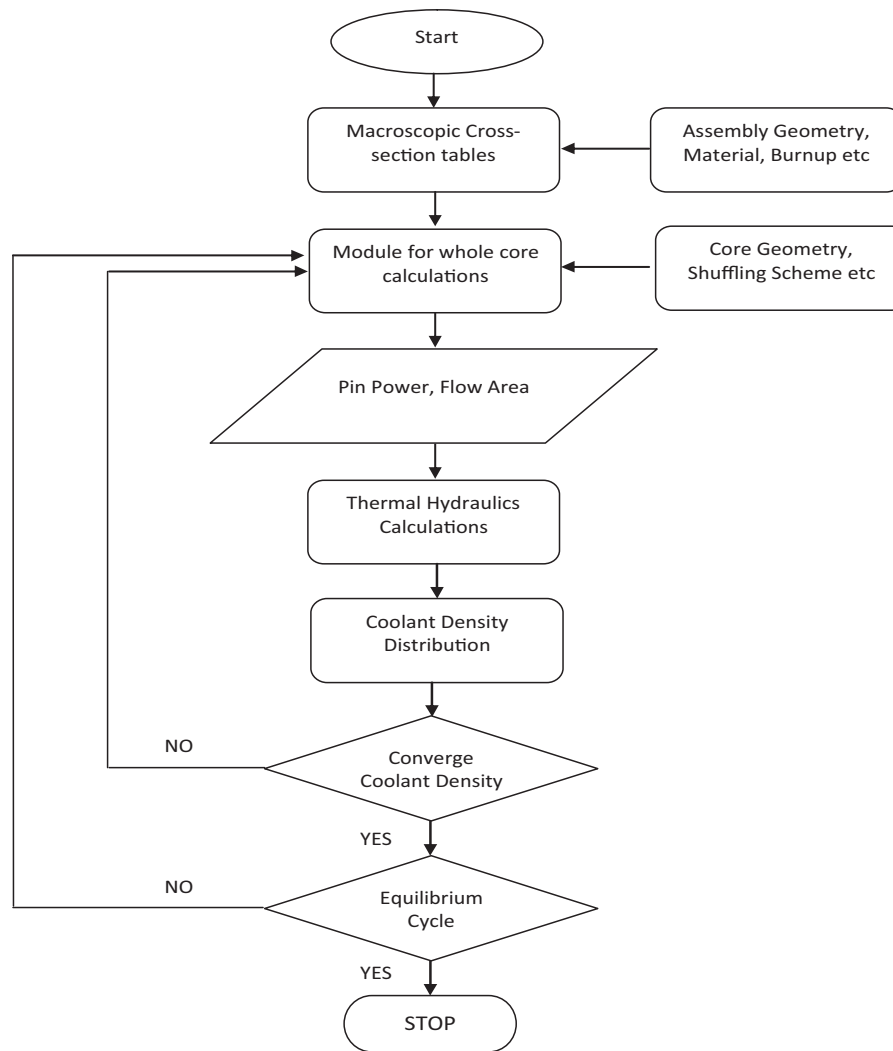 Start
Macroscopic Cross-
section tables
Assembly Geometry,
Material, Burnup etc
Module for whole core
calculations
Core Geometry,
Shuffling Scheme etc
Pin Power, Flow Area
Thermal Hydraulics
Calculations
Coolant Density
Distribution
NO
Converge
Coolant Density
YES
NO
Equilibrium
Cycle
YES
STOP